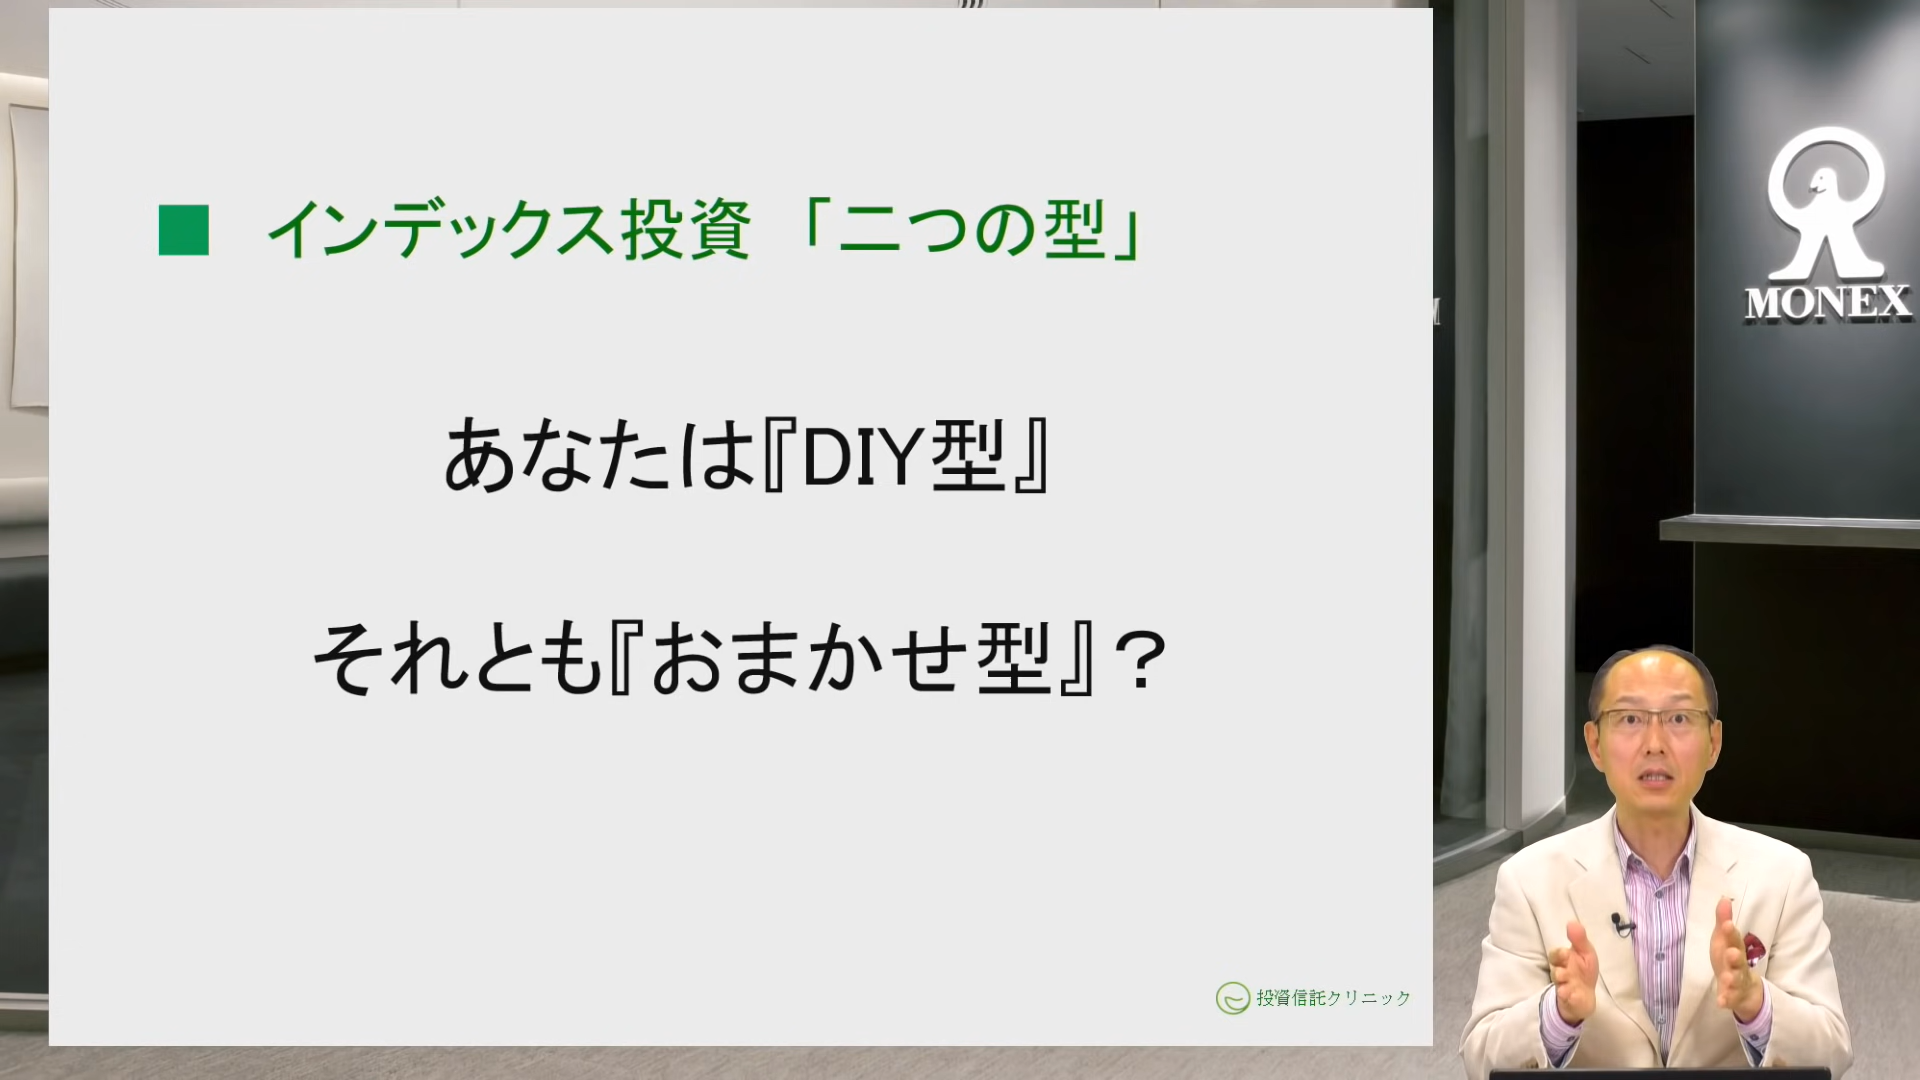 ■ インデックス投資 「二つの型」
あなたは『DIY型』
それとも『おまかせ型』？
投資信託クリニック
MONEX